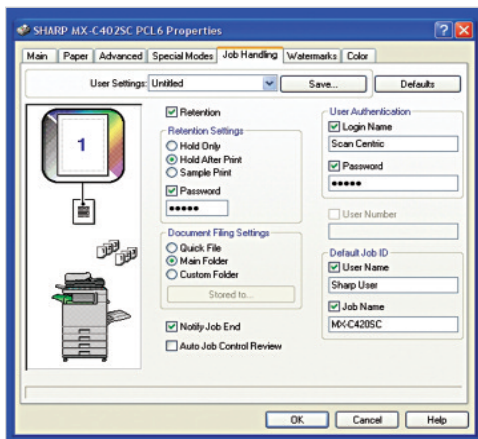 SHARP MX-C402SC PCL6 Properties
Main Paper Advanced Special Modes Job Handling Watermarks Color
User Settings: Untitled Save... Defaults
1
Retention
Retention Settings
Hold Only
Hold After Print
Sample Print
Password
•••••
Document Filing Settings
Quick File
Main Folder
Custom Folder
Stored to...
Notify Job End
Auto Job Control Review
User Authentication
Login Name
Scan Centric
Password
•••••
User Number
Default Job ID
User Name
Sharp User
Job Name
MX-C420SC
OK Cancel Help